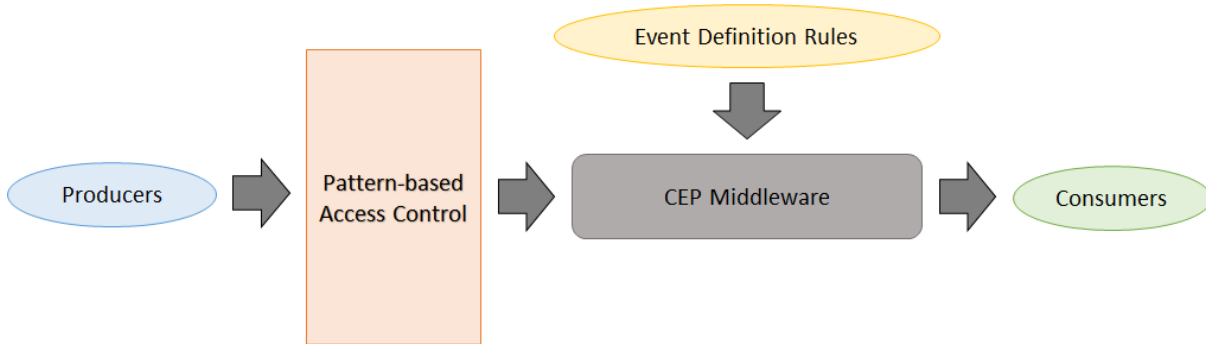 Event Definition Rules
Producers
Pattern-based
Access Control
CEP Middleware
Consumers